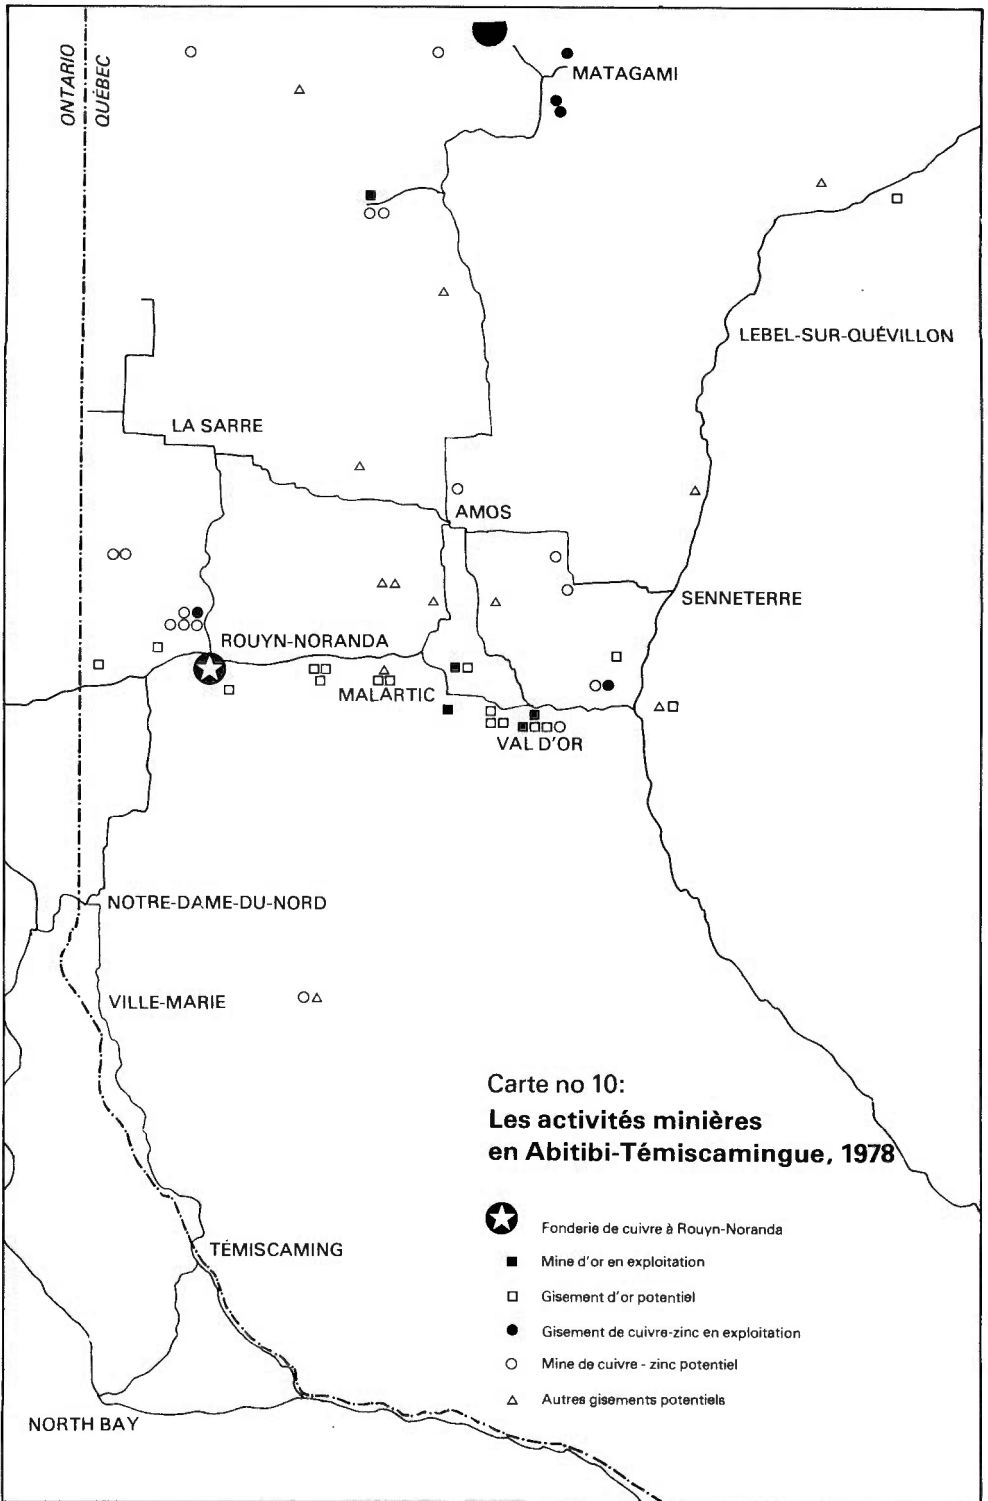 ONTARIO
QUÉBEC
MATAGAMI
LEBEL-SUR-QUÉVILLON
LA SARRE
AMOS
SENNETERRE
ROUYN-NORANDA
MALARTIC
VAL D'OR
NOTRE-DAME-DU-NORD
VILLE-MARIE
Carte no 10:
Les activités minières
en Abitibi-Témiscamingue, 1978
Fonderie de cuivre à Rouyn-Noranda
TÉMISCAMING
Mine d'or en exploitation
Gisement d'or potentiel
Gisement de cuivre-zinc en exploitation
Mine de cuivre - zinc potentiel
Autres gisements potentiels
NORTH BAY